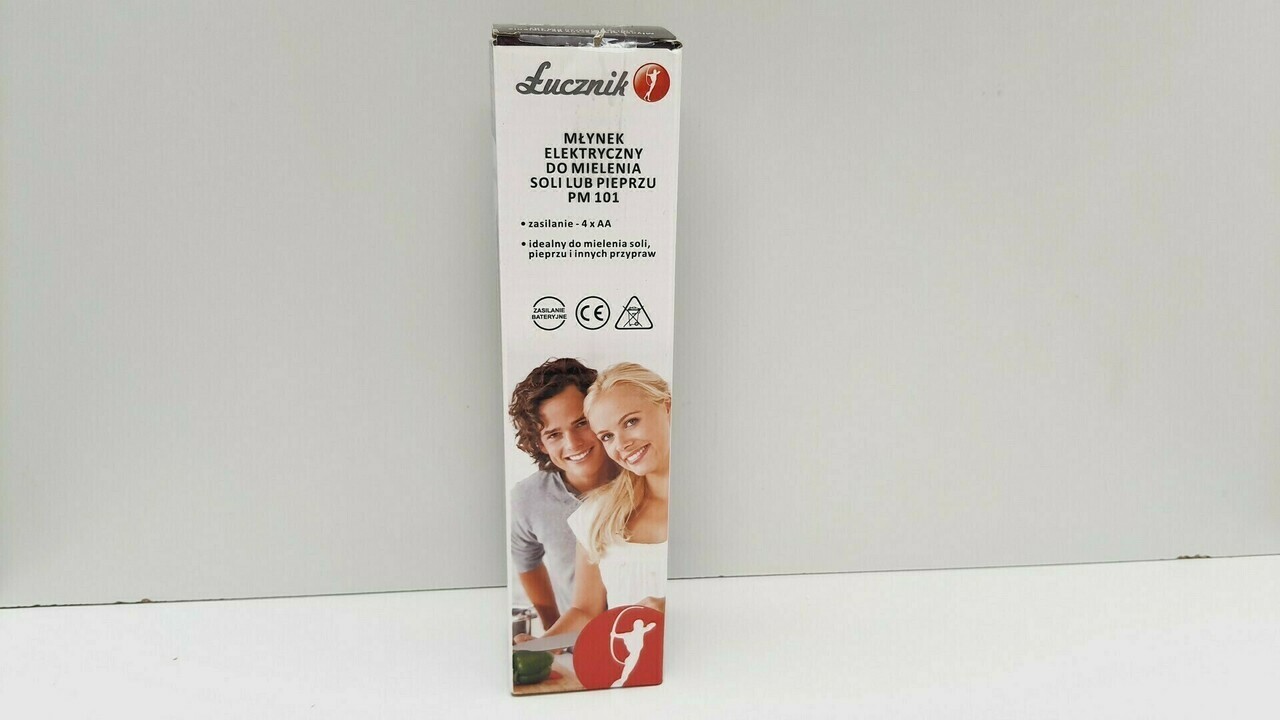 Łucznik
MŁYNEK
ELEKTRYCZNY
DO MIELENIA
SOLI LUB PIEPRZU
PM 101
• zasilanie - 4 x AA
• idealny do mielenia soli,
pieprzu i innych przypraw
ZASILANIE
BATERYJNE
CE